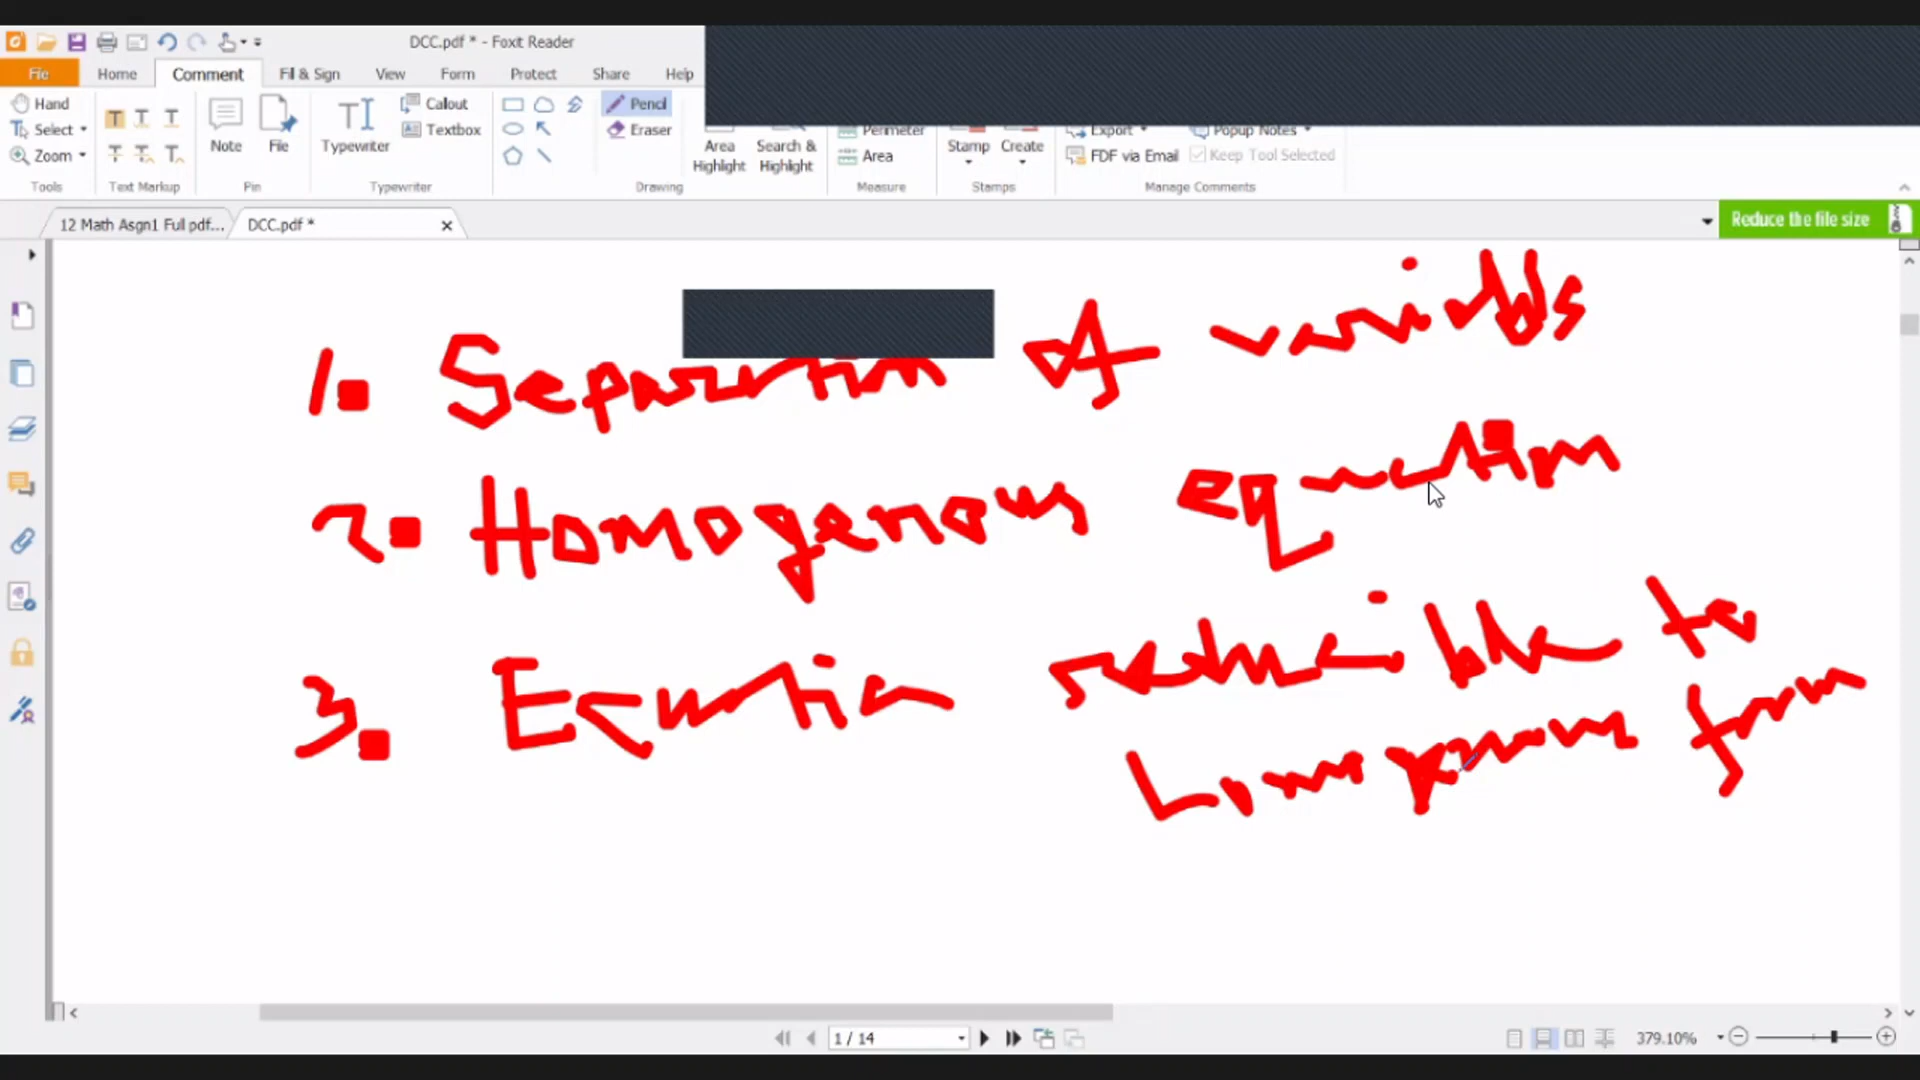 DCC.pdf * - Foxit Reader
File Home Comment Fill & Sign View Form Protect Share Help
Hand
Select
Zoom
Tools
Text Markup
Note
File
Pin
Typewriter
Callout
Textbox
Typewriter
Pencil
Eraser
Drawing
Area Highlight
Search & Highlight
Perimeter
Area
Measure
Stamp
Create
Stamps
Export
Popup Notes
FDF via Email
Keep Tool Selected
Manage Comments
12 Math Asgn1 Full pdf...
DCC.pdf *
Reduce the file size
1. Separation of variables
2. Homogenous equation
3. Equation reducible to
homogenous form
1 / 14
379.10%